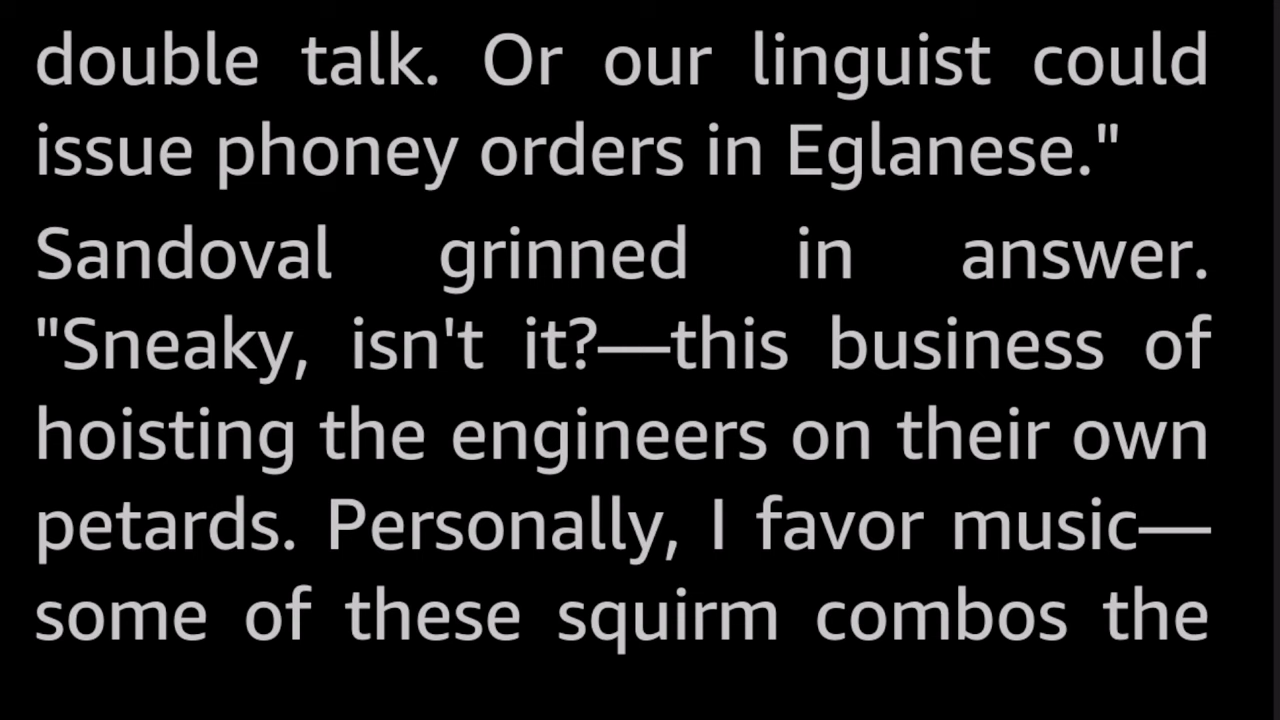 double talk. Or our linguist could
issue phoney orders in Eglanese."
Sandoval grinned in answer.
"Sneaky, isn't it?—this business of
hoisting the engineers on their own
petards. Personally, I favor music—
some of these squirm combos the